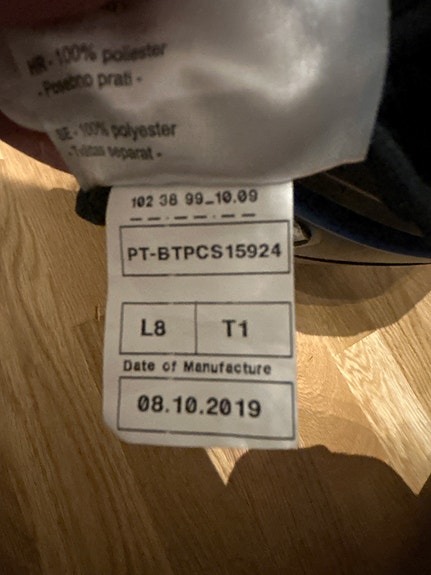 HR - 100% poliester
- Posebno prati -
SE - 100% polyester
- Tvättas separat -
102 38 99_10.09
PT-BTPCS15924
L8 T1
Date of Manufacture
08.10.2019